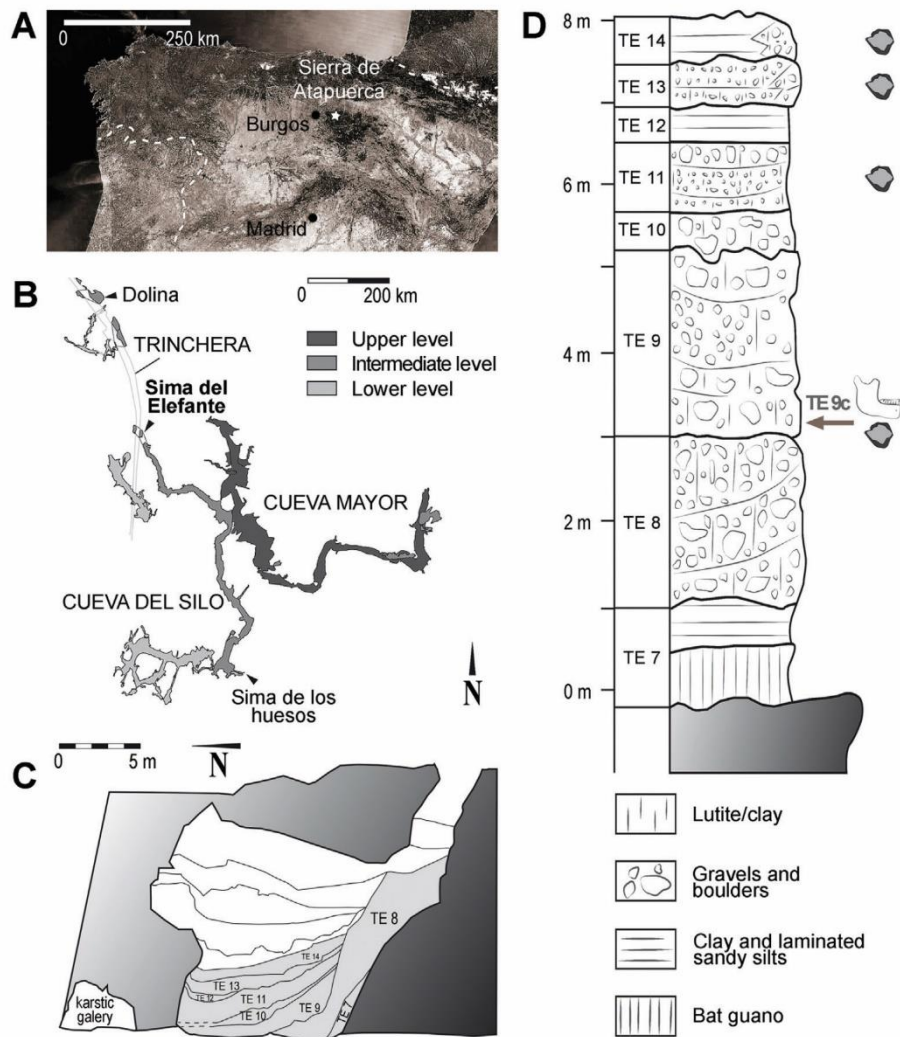 A
0 250 km
Sierra de
Atapuerca
Burgos
Madrid
B
0 200 km
Dolina
TRINCHERA
Sima del
Elefante
Upper level
Intermediate level
Lower level
CUEVA MAYOR
CUEVA DEL SILO
Sima de los
huesos
N
0 5 m
N
C
TE 8
TE 14
TE 13
TE 12
TE 11
TE 10
TE 9
TE 7
karstic
galery
D
8 m
6 m
4 m
2 m
0 m
TE 14
TE 13
TE 12
TE 11
TE 10
TE 9
TE 8
TE 7
TE 9c
Lutite/clay
Gravels and
boulders
Clay and laminated
sandy silts
Bat guano